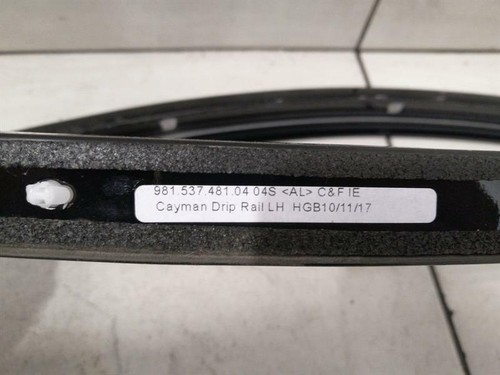 981.537.481.04 04S <AL> C&F IE
Cayman Drip Rail LH HGB10/11/17